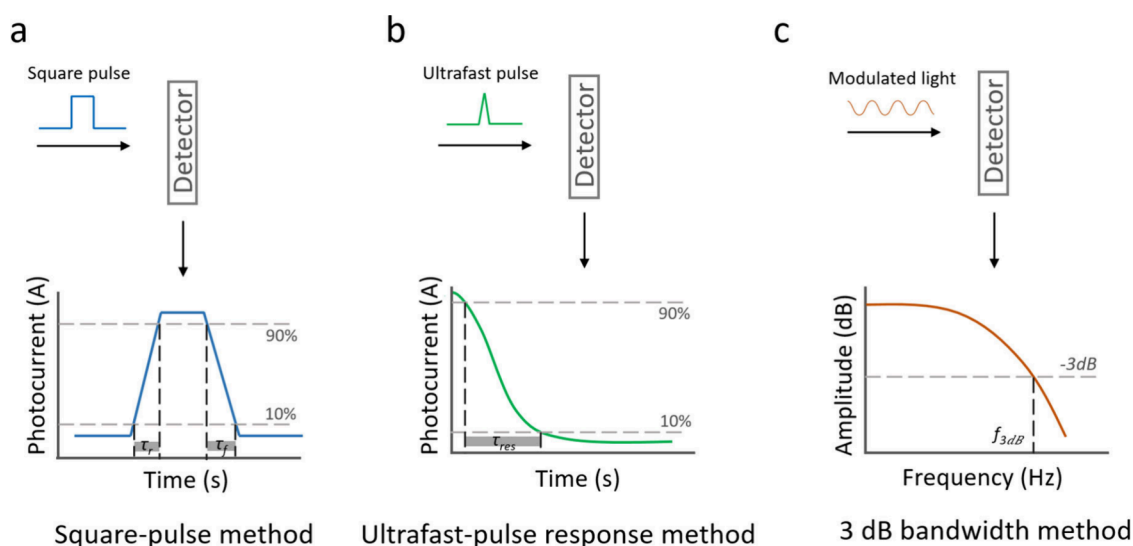 a
Square pulse
Detector
Photocurrent (A)
90%
10%
τr
τf
Time (s)
Square-pulse method
b
Ultrafast pulse
Detector
Photocurrent (A)
90%
10%
τres
Time (s)
Ultrafast-pulse response method
c
Modulated light
Detector
Amplitude (dB)
-3dB
f3dB
Frequency (Hz)
3 dB bandwidth method